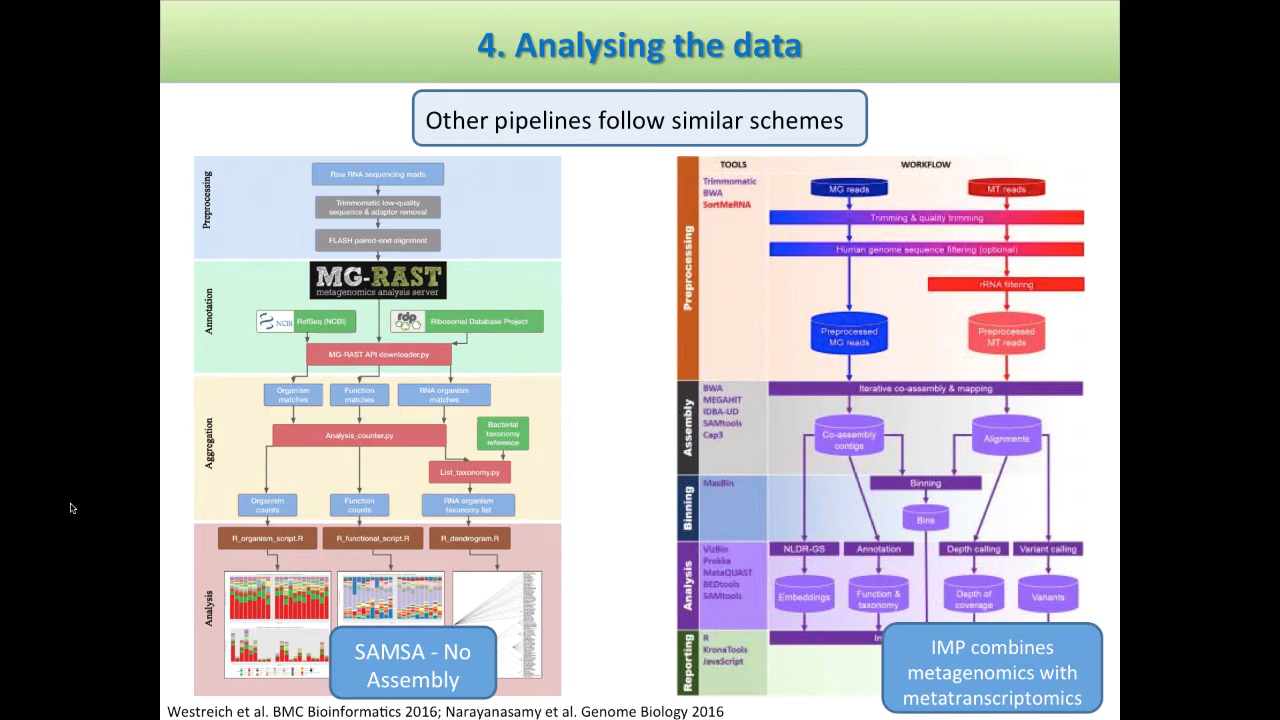 4. Analysing the data
Other pipelines follow similar schemes
Preprocessing
Raw RNA sequencing reads
Trimmomatic low-quality
sequence & adaptor removal
FLASH paired-end alignment
Annotation
MG-RAST
metagenomics analysis server
NCBI
RefSeq (NCBI)
rdp
Ribosomal Database Project
MG-RAST API downloader.py
Aggregation
Organism
matches
Function
matches
RNA organism
matches
Analysis_counter.py
Bacterial
taxonomy
reference
List_taxonomy.py
Organism
counts
Function
counts
RNA organism
taxonomy list
Analysis
R_organism_script.R
R_functional_script.R
R_dendrogram.R
SAMSA - No
Assembly
TOOLS
WORKFLOW
Preprocessing
Trimmomatic
BWA
SortMeRNA
MG reads
MT reads
Trimming & quality trimming
Human genome sequence filtering (optional)
rRNA filtering
Preprocessed
MG reads
Preprocessed
MT reads
Assembly
BWA
MEGAHIT
IDBA-UD
SAMtools
Cap3
Iterative co-assembly & mapping
Co-assembly
contigs
Alignments
Binning
MaxBin
Binning
Bins
Analysis
VizBin
Prokka
MetaQUAST
BEDtools
SAMtools
NLDR-GS
Annotation
Depth calling
Variant calling
Embeddings
Function &
taxonomy
Depth of
coverage
Variants
Reporting
R
KronaTools
JavaScript
In
IMP combines
metagenomics with
metatranscriptomics
Westreich et al. BMC Bioinformatics 2016; Narayanasamy et al. Genome Biology 2016